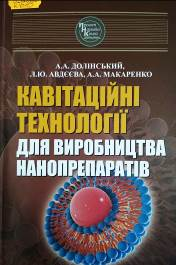 А.А. ДОЛІНСЬКИЙ,
Л.Ю. АВДЄЄВА, А.А. МАКАРЕНКО
КАВІТАЦІЙНІ
ТЕХНОЛОГІЇ
ДЛЯ ВИРОБНИЦТВА
НАНОПРЕПАРАТІВ